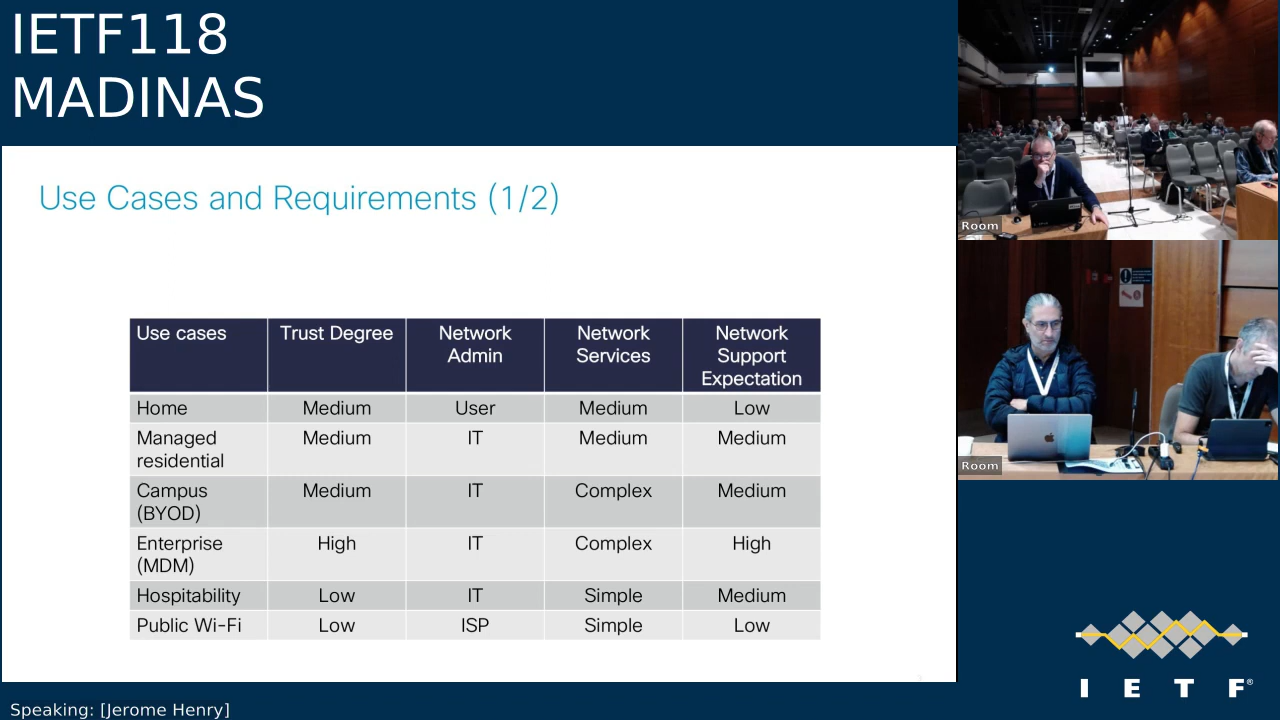 IETF118
MADINAS
Use Cases and Requirements (1/2)
Use cases
Trust Degree
Network
Admin
Network
Services
Network
Support
Expectation
Home
Medium
User
Medium
Low
Managed
residential
Medium
IT
Medium
Medium
Campus
(BYOD)
Medium
IT
Complex
Medium
Enterprise
(MDM)
High
IT
Complex
High
Hospitability
Low
IT
Simple
Medium
Public Wi-Fi
Low
ISP
Simple
Low
Room
Room
I E T F®
Speaking: [Jerome Henry]